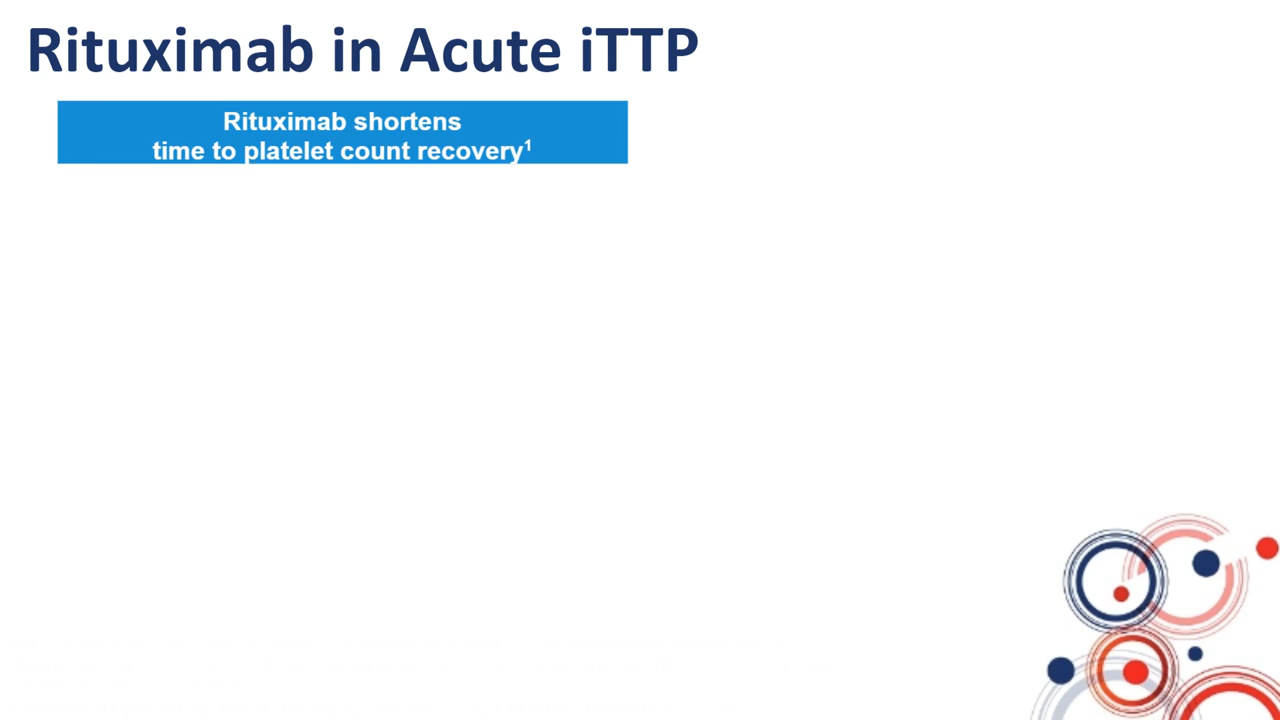 Rituximab in Acute iTTP
Rituximab shortens
time to platelet count recovery¹